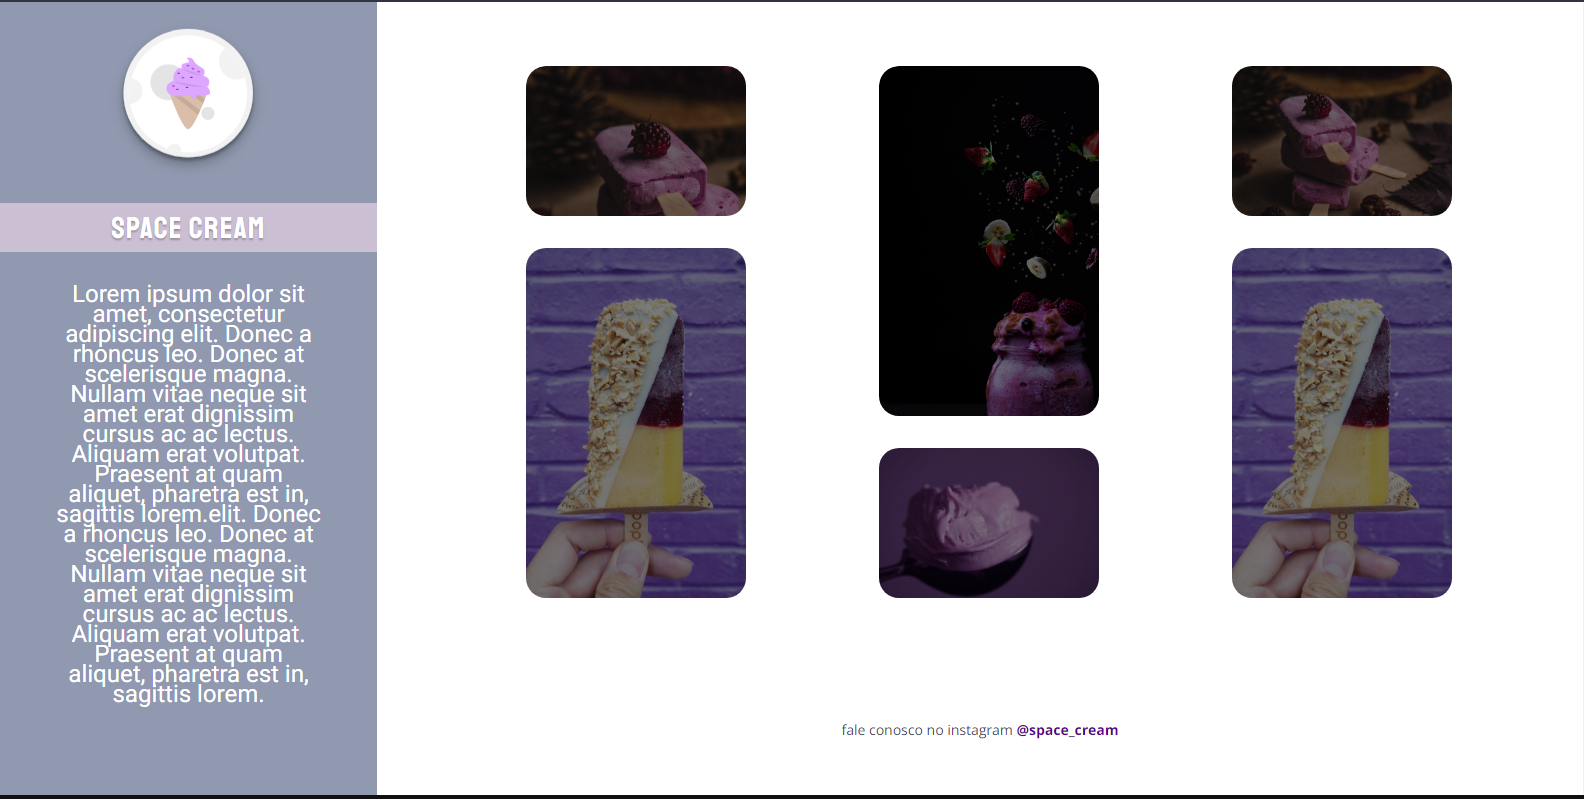 SPACE CREAM
Lorem ipsum dolor sit
amet, consectetur
adipiscing elit. Donec a
rhoncus leo. Donec at
scelerisque magna.
Nullam vitae neque sit
amet erat dignissim
cursus ac ac lectus.
Aliquam erat volutpat.
Praesent at quam
aliquet, pharetra est in,
sagittis lorem.elit. Donec
a rhoncus leo. Donec at
scelerisque magna.
Nullam vitae neque sit
amet erat dignissim
cursus ac ac lectus.
Aliquam erat volutpat.
Praesent at quam
aliquet, pharetra est in,
sagittis lorem.
fale conosco no instagram @space_cream